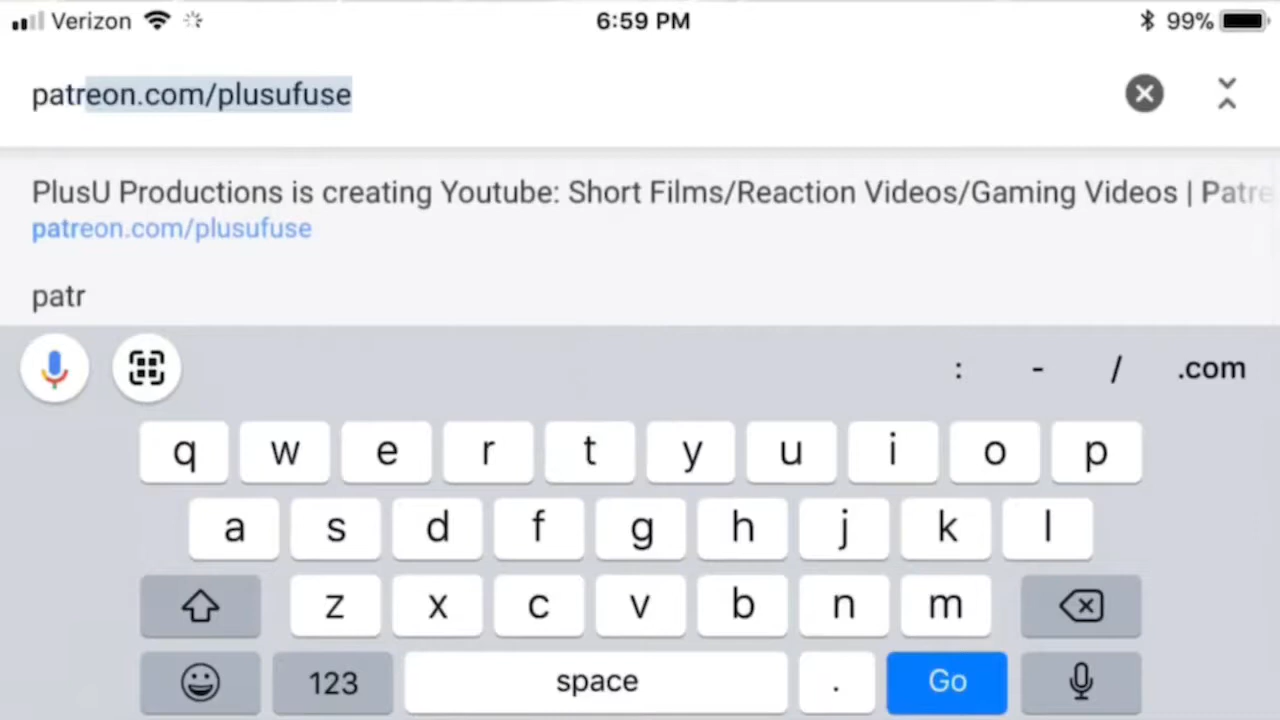 Verizon 6:59 PM 99%
patreon.com/plusufuse
PlusU Productions is creating Youtube: Short Films/Reaction Videos/Gaming Videos | Patre
patreon.com/plusufuse
patr
: - / .com
q w e r t y u i o p
a s d f g h j k l
z x c v b n m
123 space . Go